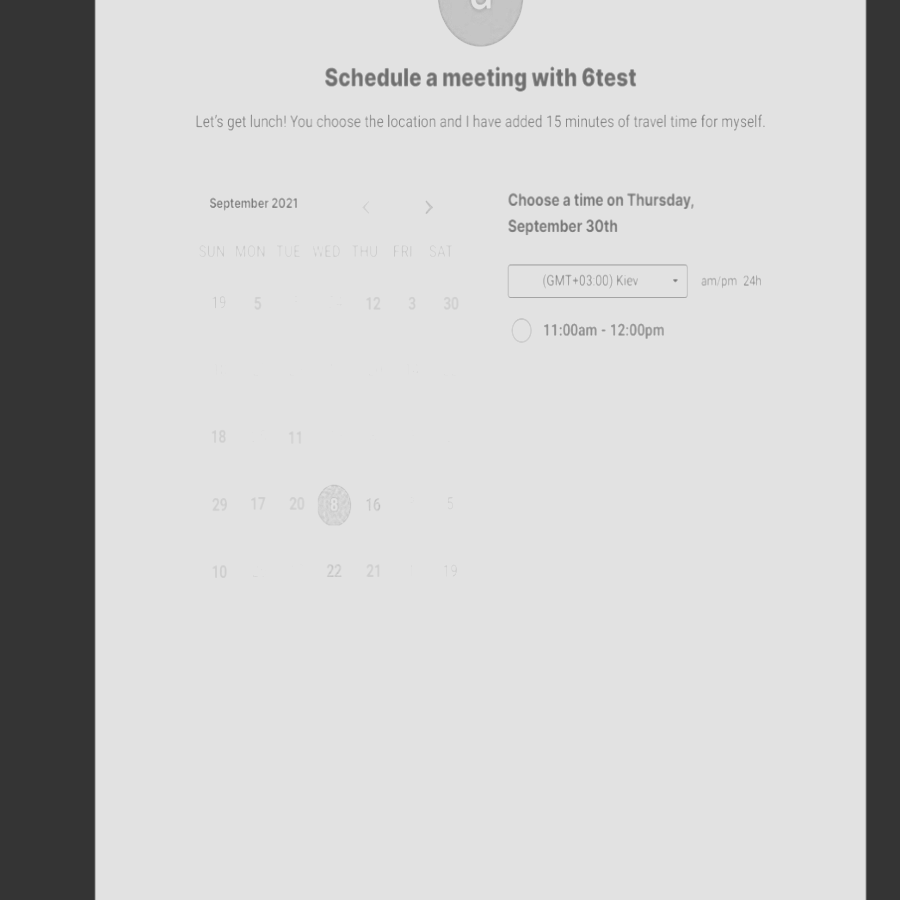 a
Schedule a meeting with 6test
Let's get lunch! You choose the location and I have added 15 minutes of travel time for myself.
September 2021
SUN MON TUE WED THU FRI SAT
19 5 12 3 30
18 11
29 17 20 8 16 5
10 22 21 19
Choose a time on Thursday,
September 30th
(GMT+03:00) Kiev am/pm 24h
11:00am - 12:00pm